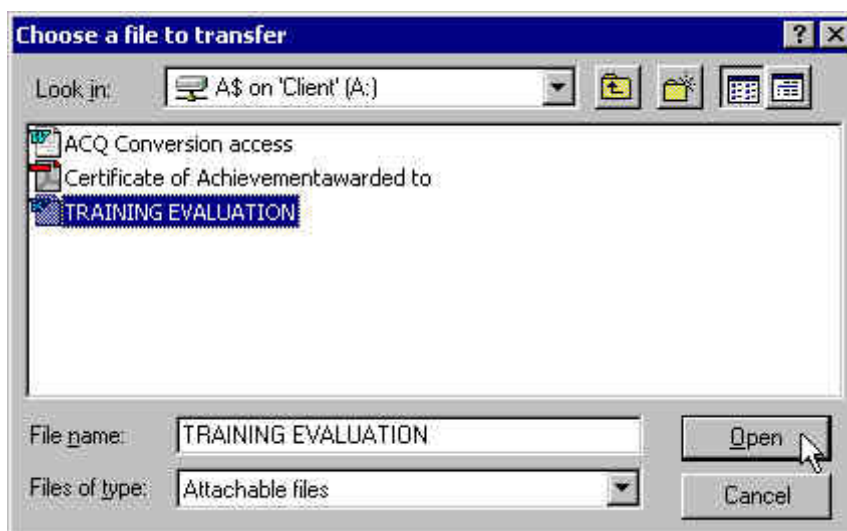 Choose a file to transfer
Look in: A$ on 'Client' (A:)
ACQ Conversion access
Certificate of Achievementawarded to
TRAINING EVALUATION
File name: TRAINING EVALUATION Open
Files of type: Attachable files Cancel